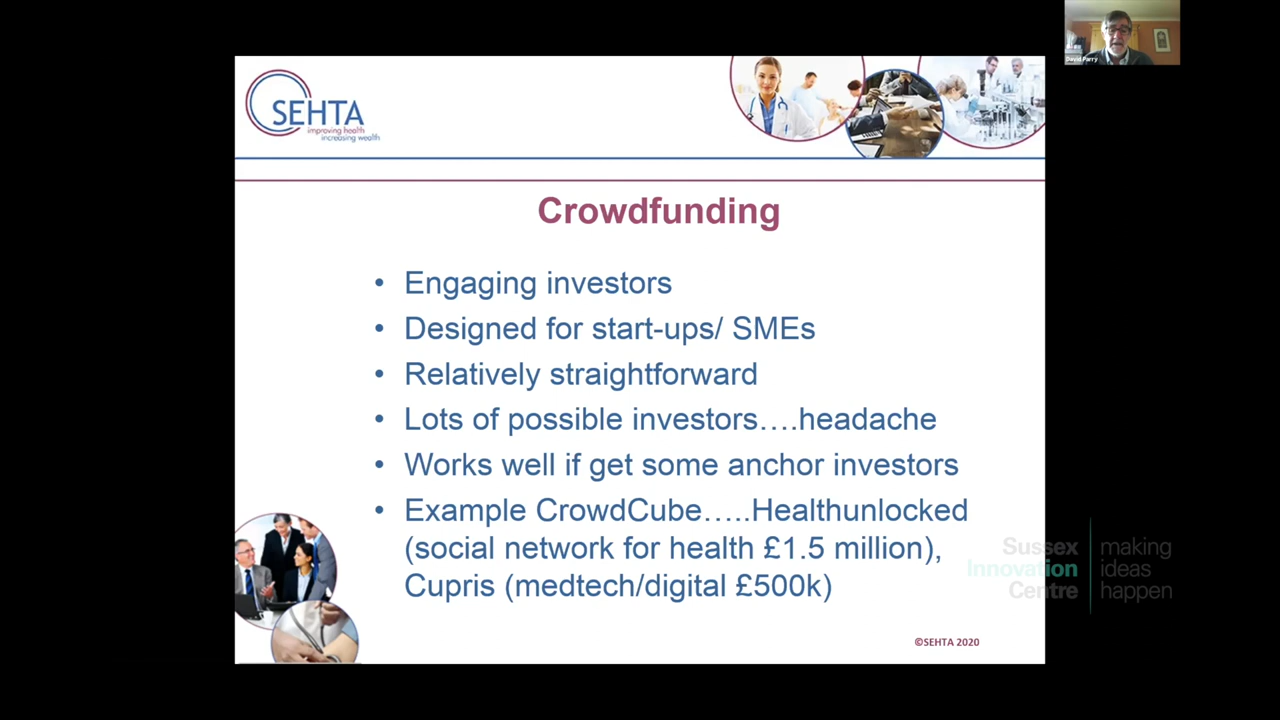 David Parry
SEHTA
improving health
increasing wealth
Crowdfunding
• Engaging investors
• Designed for start-ups/ SMEs
• Relatively straightforward
• Lots of possible investors….headache
• Works well if get some anchor investors
• Example CrowdCube…..Healthunlocked
(social network for health £1.5 million),
Cupris (medtech/digital £500k)
Sussex
Innovation
Centre
making
ideas
happen
©SEHTA 2020